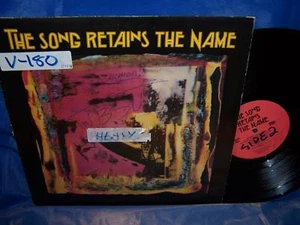 THE SONG RETAINS THE NAME
V-180
HEAVY
THE SONG
RETAINS
THE NAME
SIDE 2